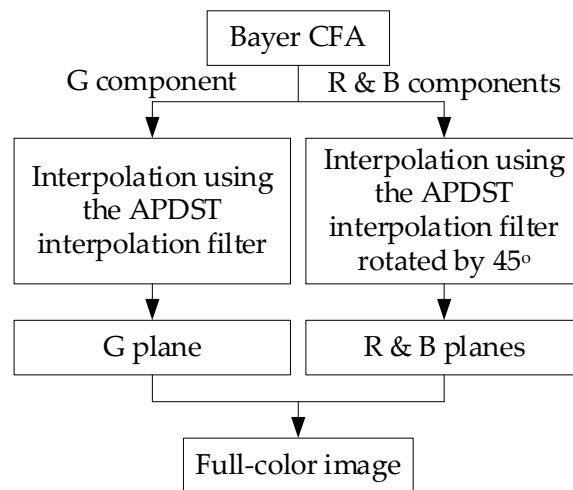 Bayer CFA
G component
R & B components
Interpolation using
the APDST
interpolation filter
Interpolation using
the APDST
interpolation filter
rotated by 45º
G plane
R & B planes
Full-color image